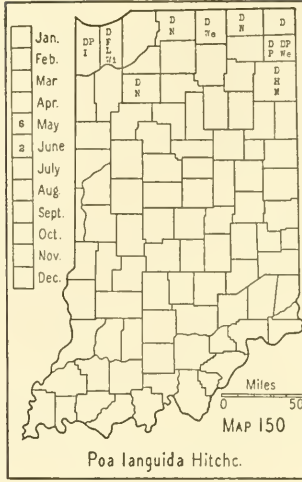 Jan.
Feb.
Mar
Apr.
6 May
2 June
July
Aug.
Sept.
Oct.
Nov.
Dec.
DP
I
D
F
L
Wi
D
N
D
We
D
N
D
D
P
DP
We
D
N
D
H N
N
Miles
0 50
MAP 150
Poa languida Hitchc.